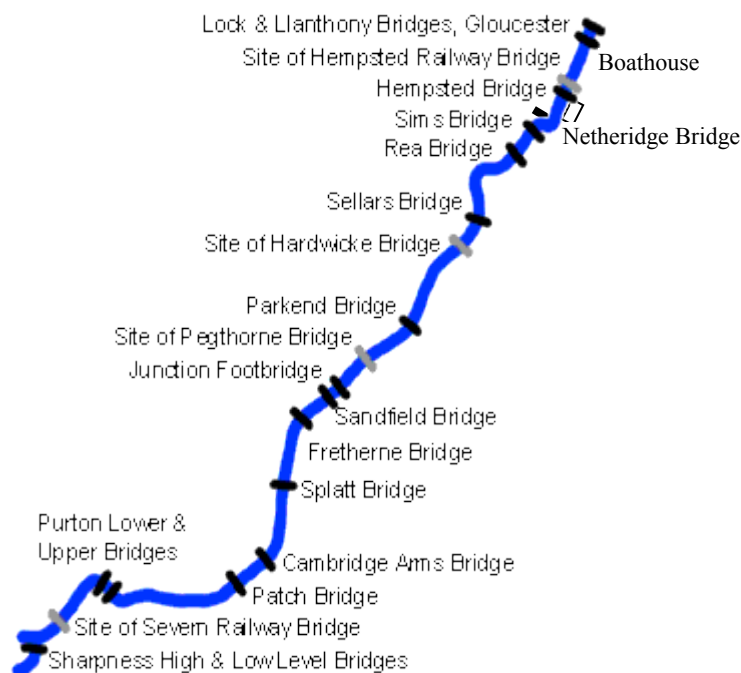 Lock & Llanthony Bridges, Gloucester
Site of Hempsted Railway Bridge
Boathouse
Hempsted Bridge
Sims Bridge
Netheridge Bridge
Rea Bridge
Sellars Bridge
Site of Hardwicke Bridge
Parkend Bridge
Site of Pegthorne Bridge
Junction Footbridge
Sandfield Bridge
Fretherne Bridge
Splatt Bridge
Purton Lower &
Upper Bridges
Cambridge Arms Bridge
Patch Bridge
Site of Severn Railway Bridge
Sharpness High & Low Level Bridges